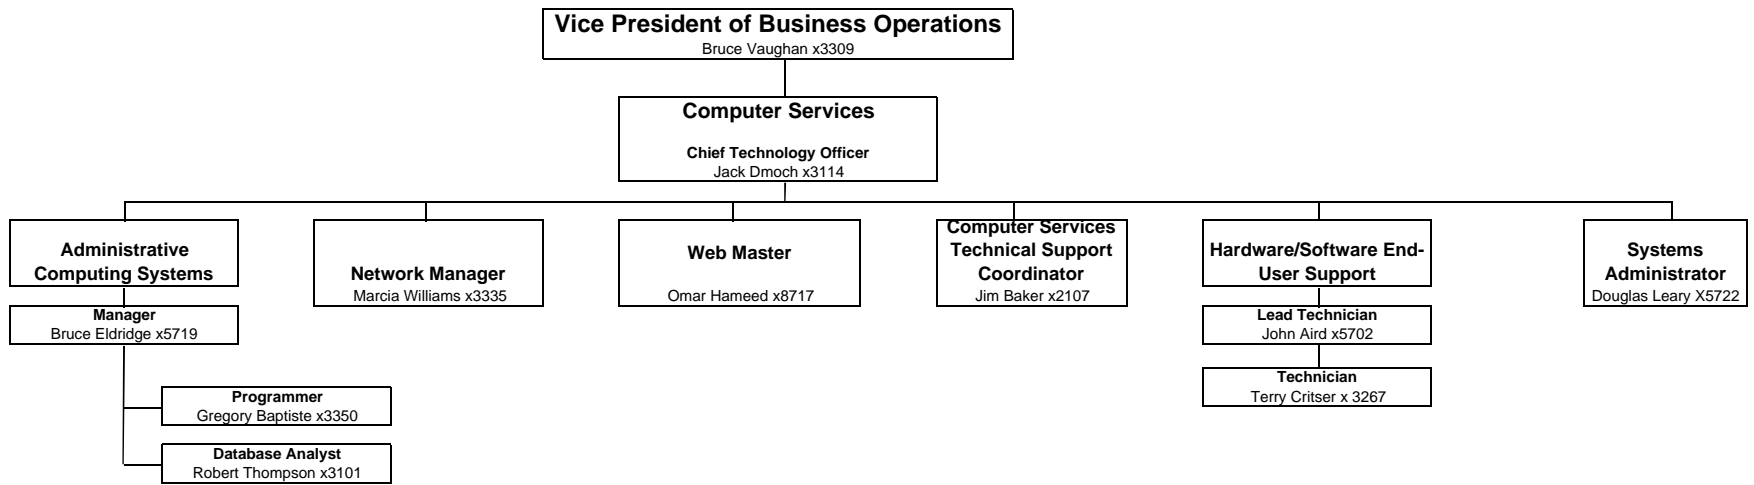 Vice President of Business Operations
Bruce Vaughan x3309
Computer Services
Chief Technology Officer
Jack Dmoch x3114
Administrative
Computing Systems
Manager
Bruce Eldridge x5719
Programmer
Gregory Baptiste x3350
Database Analyst
Robert Thompson x3101
Network Manager
Marcia Williams x3335
Web Master
Omar Hameed x8717
Computer Services
Technical Support
Coordinator
Jim Baker x2107
Hardware/Software End-
User Support
Lead Technician
John Aird x5702
Technician
Terry Critser x 3267
Systems
Administrator
Douglas Leary X5722